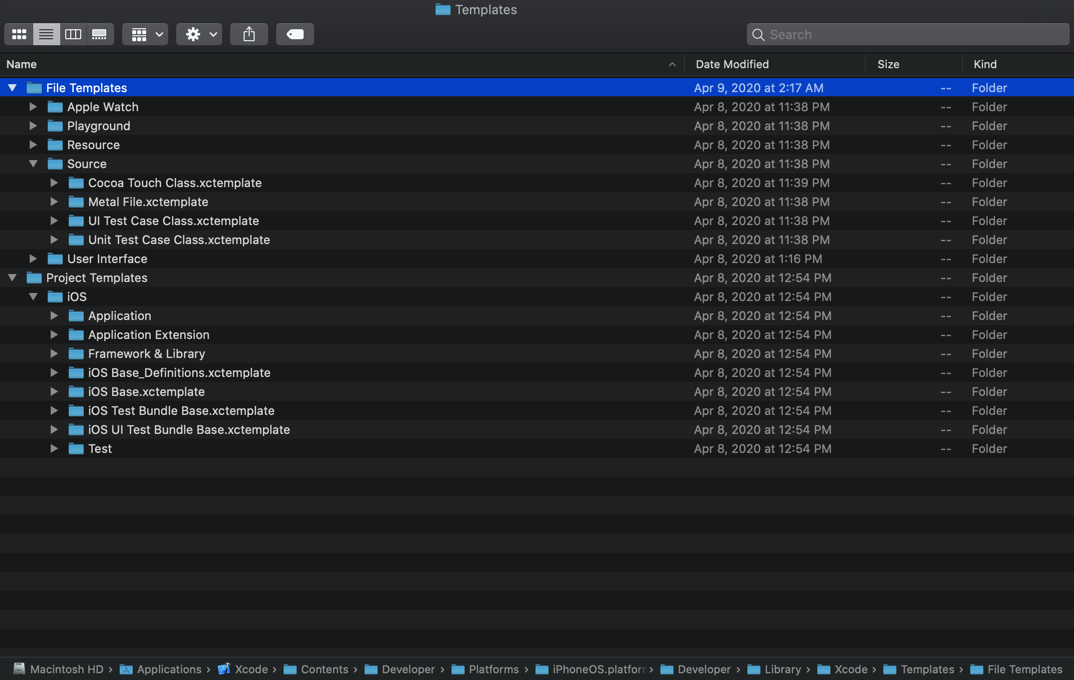 Templates
Search
Name Date Modified Size Kind
File Templates Apr 9, 2020 at 2:17 AM -- Folder
Apple Watch Apr 8, 2020 at 11:38 PM -- Folder
Playground Apr 8, 2020 at 11:38 PM -- Folder
Resource Apr 8, 2020 at 11:38 PM -- Folder
Source Apr 8, 2020 at 11:38 PM -- Folder
Cocoa Touch Class.xctemplate Apr 8, 2020 at 11:39 PM -- Folder
Metal File.xctemplate Apr 8, 2020 at 11:38 PM -- Folder
UI Test Case Class.xctemplate Apr 8, 2020 at 11:38 PM -- Folder
Unit Test Case Class.xctemplate Apr 8, 2020 at 11:38 PM -- Folder
User Interface Apr 8, 2020 at 1:16 PM -- Folder
Project Templates Apr 8, 2020 at 12:54 PM -- Folder
iOS Apr 8, 2020 at 12:54 PM -- Folder
Application Apr 8, 2020 at 12:54 PM -- Folder
Application Extension Apr 8, 2020 at 12:54 PM -- Folder
Framework & Library Apr 8, 2020 at 12:54 PM -- Folder
iOS Base_Definitions.xctemplate Apr 8, 2020 at 12:54 PM -- Folder
iOS Base.xctemplate Apr 8, 2020 at 12:54 PM -- Folder
iOS Test Bundle Base.xctemplate Apr 8, 2020 at 12:54 PM -- Folder
iOS UI Test Bundle Base.xctemplate Apr 8, 2020 at 12:54 PM -- Folder
Test Apr 8, 2020 at 12:54 PM -- Folder
Macintosh HD › Applications › Xcode › Contents › Developer › Platforms › iPhoneOS.platfor › Developer › Library › Xcode › Templates › File Templates